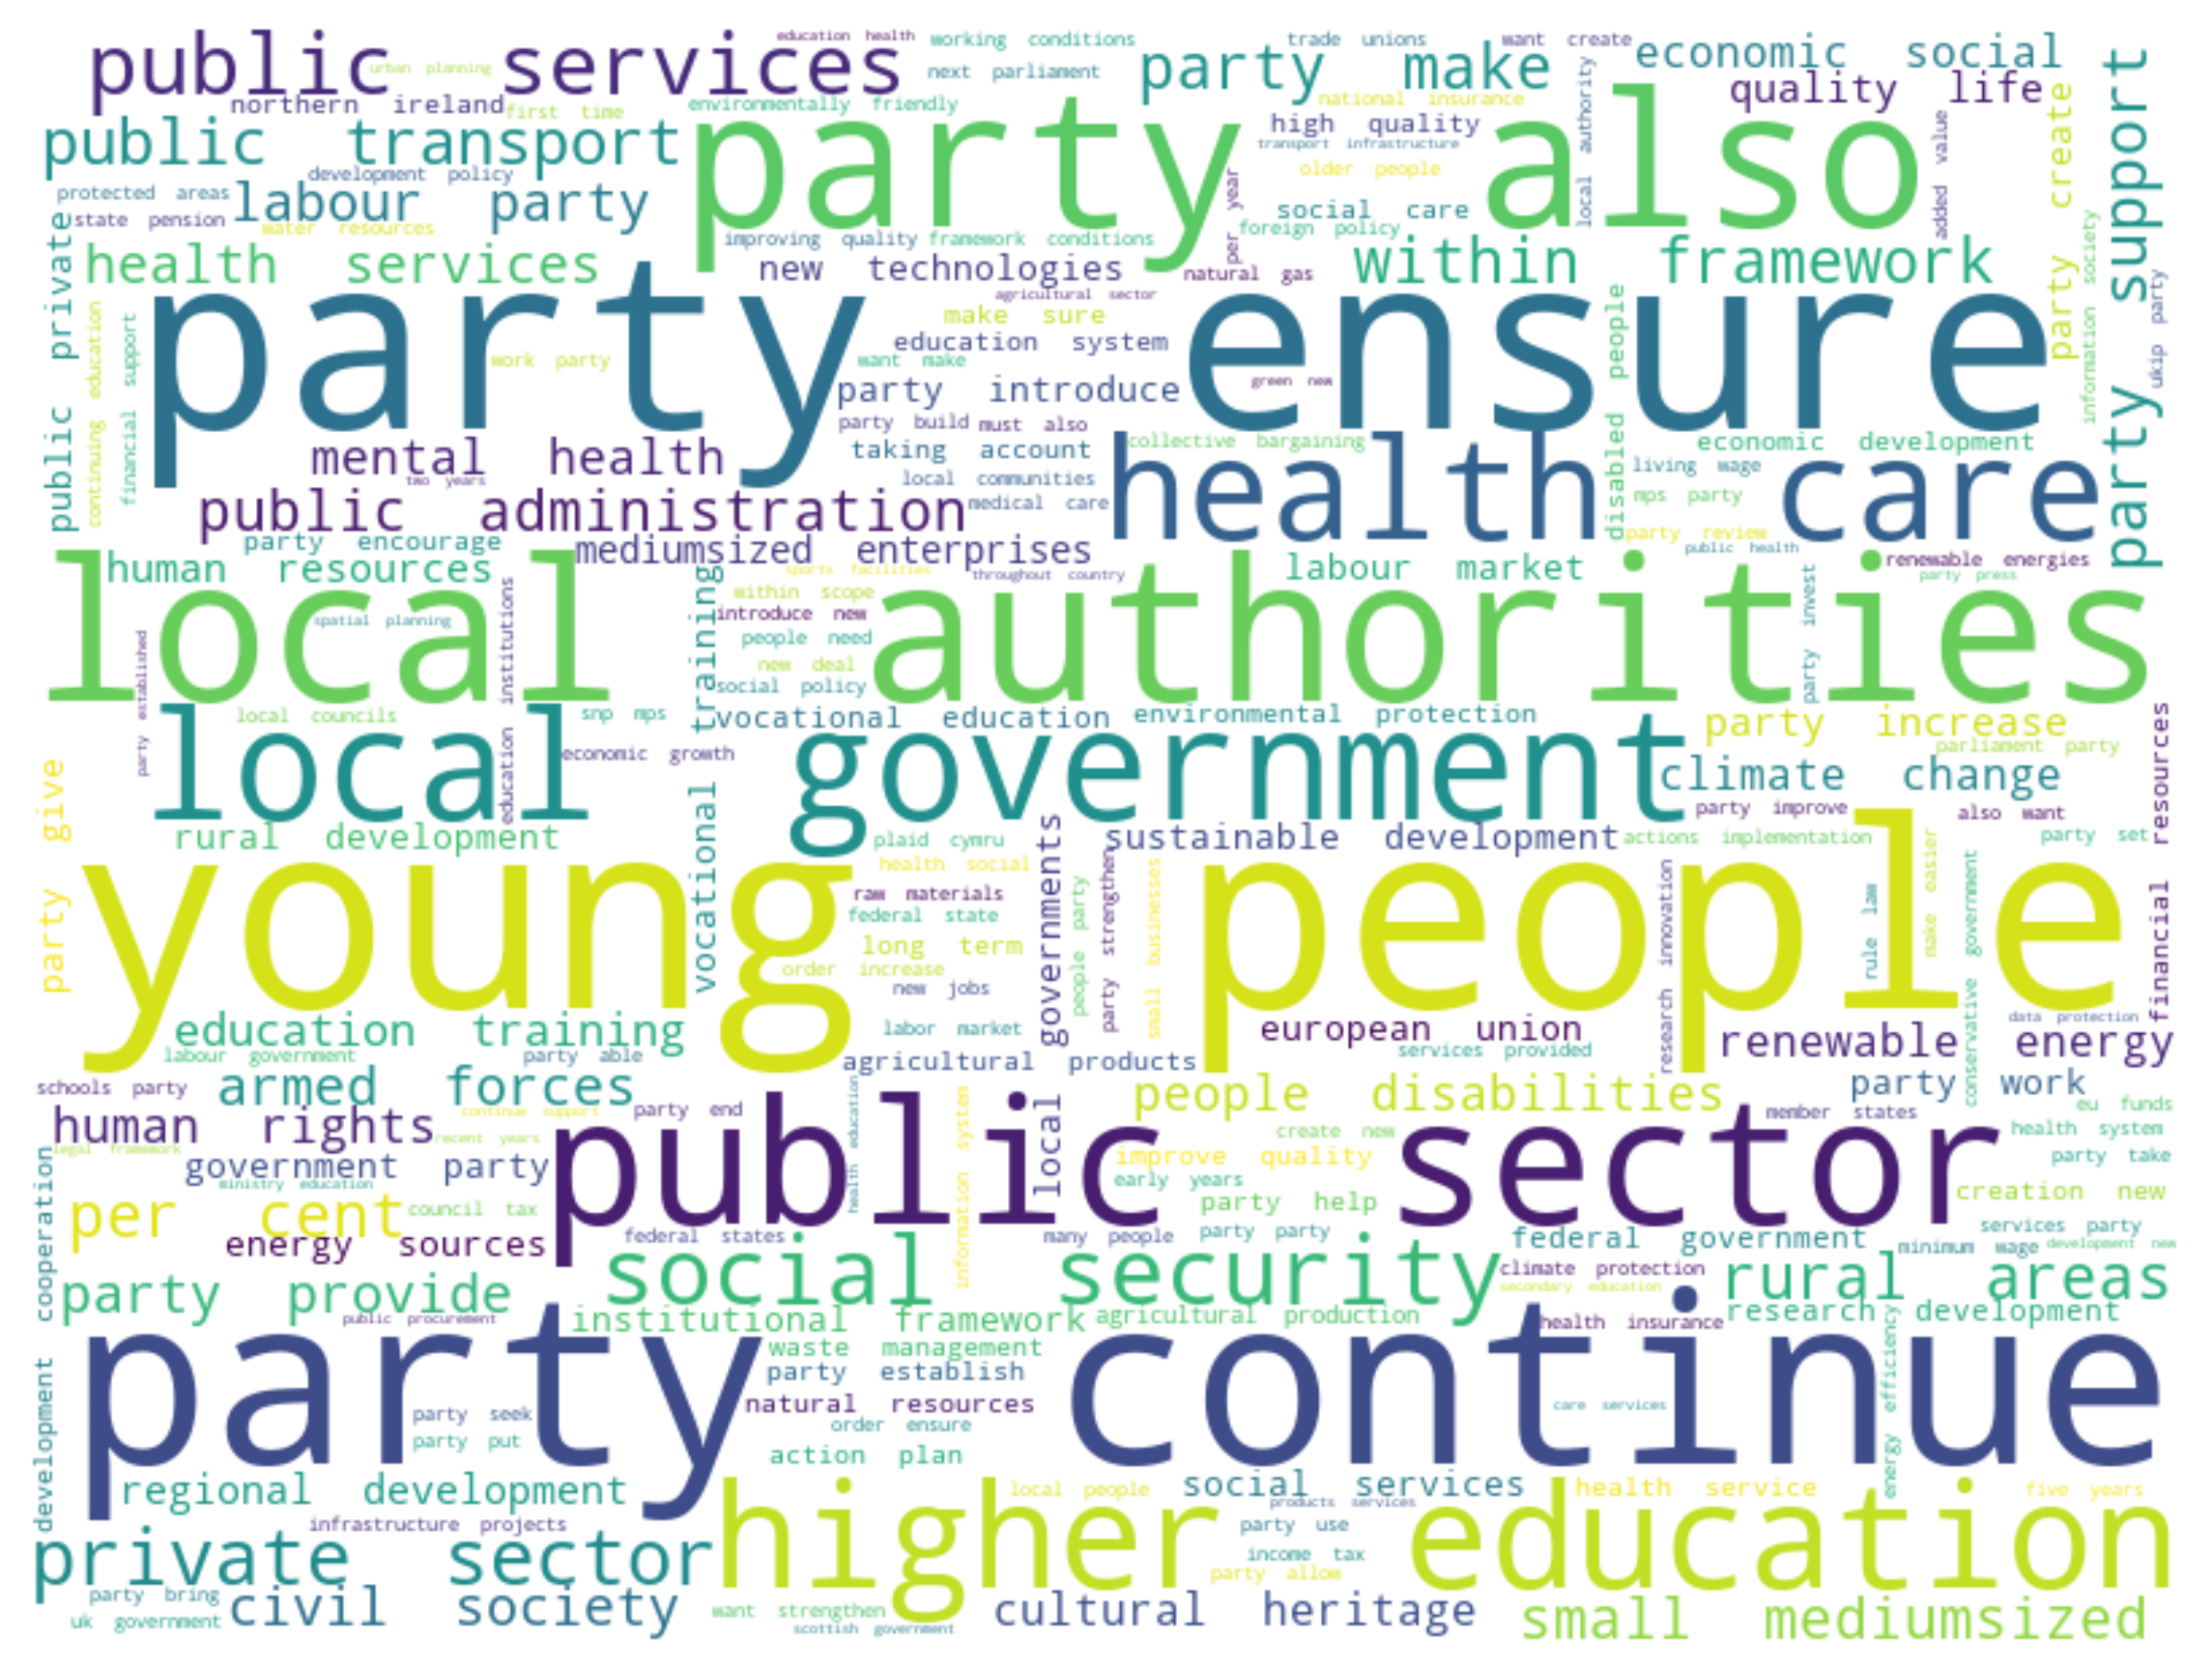 education health
working conditions
trade unions
want create
public services
urban planning
next parliament
party make
economic social
northern ireland
first time
environmentally friendly
national insurance
quality life
public transport
party also
high quality
transport infrastructure
local authority
added value
party create
party support
development policy
older people
protected areas
labour party
state pension
water resources
per year
social care
foreign policy
improving quality
framework conditions
health services
new technologies
natural gas
within framework
information society
public private
agricultural sector
party ensure
make sure
education system
want make
work party
continuing education
financial support
party introduce
green new
disabled people
ukip party
party build
must also
mental health
two years
taking account
collective bargaining
economic development
local communities
health care
living wage
mps party
public administration
medical care
party review
party encourage
mediumsized enterprises
public health
human resources
sports facilities
throughout country
labour market
renewable energies
party press
local authorities
within scope
introduce new
spatial planning
people need
new deal
social policy
party invest
education institutions
party established
vocational training
local councils
snp mps
vocational education
environmental protection
party increase
parliament party
local government
economic growth
climate change
party improve
also want
financial resources
party give
rural development
plaid cymru
sustainable development
actions implementation
party set
health social
young people
raw materials
federal state
long term
order increase
new jobs
local governments
people party
party strengthen
small businesses
research innovation
rule law
make easier
conservative government
education training
labor market
european union
data protection
labour government
party able
services provided
renewable energy
agricultural products
schools party
armed forces
people disabilities
party work
continue support
party end
member states
eu funds
human rights
recent years
public sector
create new
health system
legal framework
health education
information system
government party
improve quality
party take
ministry education
early years
party help
creation new
per cent
council tax
development cooperation
energy sources
federal states
many people
party party
federal government
services party
minimum wage
development new
social security
climate protection
secondary education
rural areas
party provide
public procurement
institutional framework
agricultural production
health insurance
research development
energy efficiency
party continue
waste management
party establish
natural resources
party seek
order ensure
care services
party put
action plan
regional development
higher education
local people
social services
health service
five years
products services
infrastructure projects
party use
private sector
income tax
party allow
party bring
civil society
want strengthen
cultural heritage
small mediumsized
uk government
scottish government